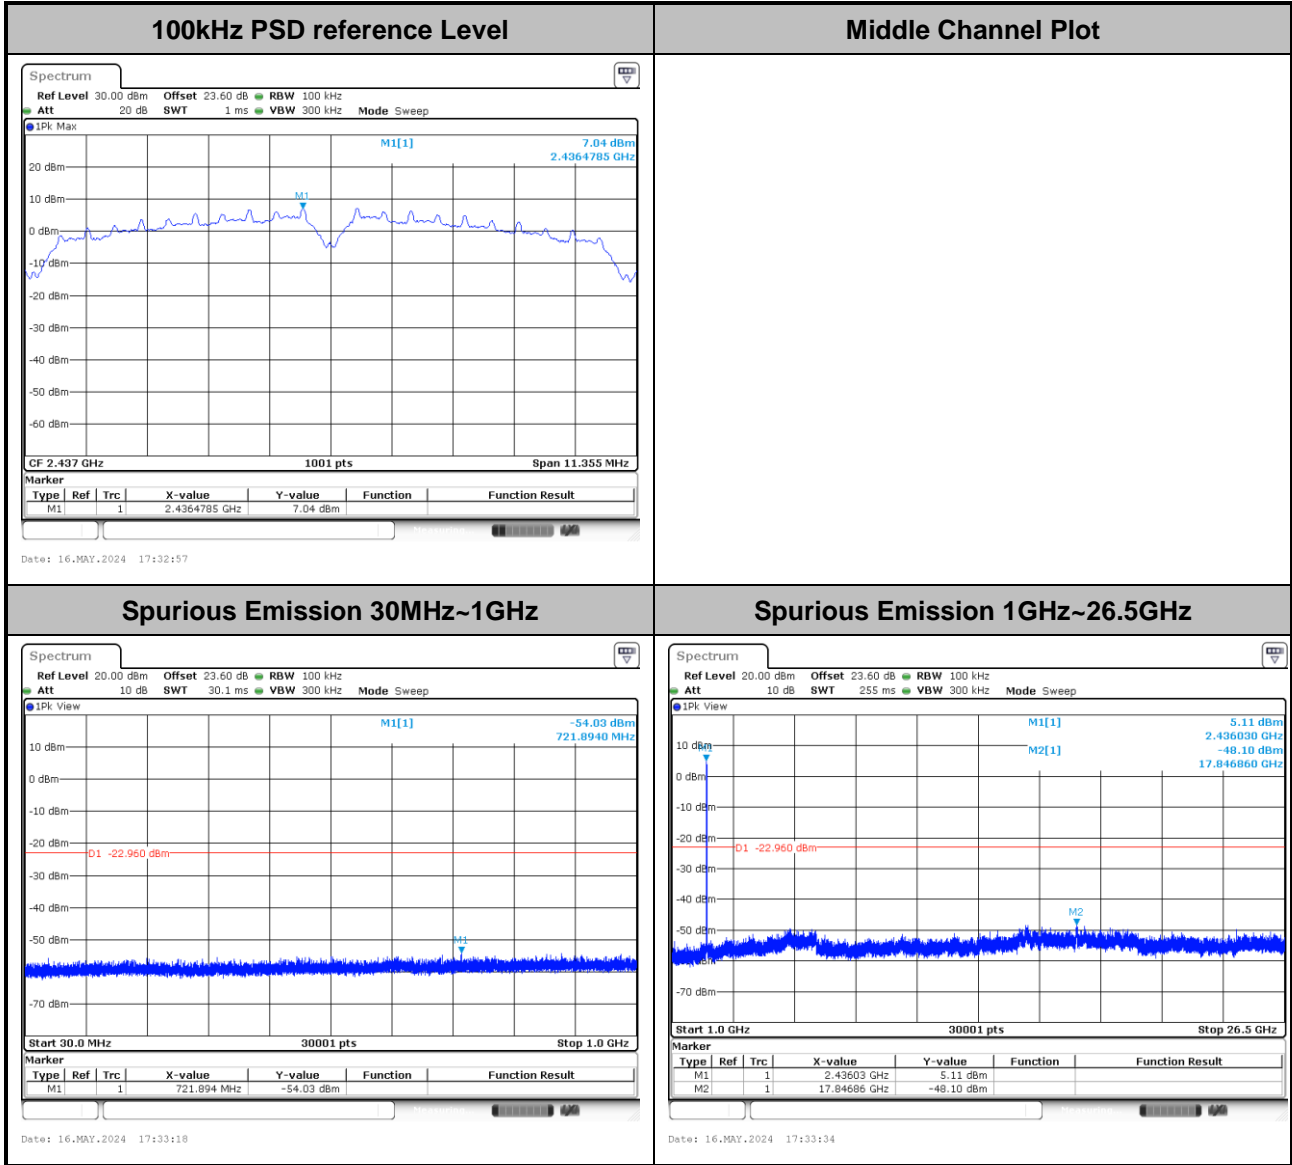 100kHz PSD reference Level
Middle Channel Plot
Spectrum
Ref Level 30.00 dBm Offset 23.60 dB RBW 100 kHz
Att 20 dB SWT 1 ms VBW 300 kHz Mode Sweep
1Pk Max
M1[1] 7.04 dBm
2.4364785 GHz
20 dBm
10 dBm
M1
0 dBm
-10 dBm
-20 dBm
-30 dBm
-40 dBm
-50 dBm
-60 dBm
CF 2.437 GHz 1001 pts Span 11.355 MHz
Marker
Type Ref Trc X-value Y-value Function Function Result
M1 1 2.4364785 GHz 7.04 dBm
Date: 16.MAY.2024 17:32:57
Spurious Emission 30MHz~1GHz
Spurious Emission 1GHz~26.5GHz
Spectrum
Ref Level 20.00 dBm Offset 23.60 dB RBW 100 kHz
Att 10 dB SWT 30.1 ms VBW 300 kHz Mode Sweep
1Pk View
M1[1] -54.03 dBm
721.8940 MHz
10 dBm
0 dBm
-10 dBm
-20 dBm
D1 -22.960 dBm
-30 dBm
-40 dBm
-50 dBm
M1
-70 dBm
Start 30.0 MHz 30001 pts Stop 1.0 GHz
Marker
Type Ref Trc X-value Y-value Function Function Result
M1 1 721.894 MHz -54.03 dBm
Date: 16.MAY.2024 17:33:18
Spectrum
Ref Level 20.00 dBm Offset 23.60 dB RBW 100 kHz
Att 10 dB SWT 255 ms VBW 300 kHz Mode Sweep
1Pk View
M1[1] 5.11 dBm
2.436030 GHz
M2[1] -48.10 dBm
17.846860 GHz
10 dBm
M1
0 dBm
-10 dBm
-20 dBm
D1 -22.960 dBm
-30 dBm
-40 dBm
M2
-50 dBm
-70 dBm
Start 1.0 GHz 30001 pts Stop 26.5 GHz
Marker
Type Ref Trc X-value Y-value Function Function Result
M1 1 2.43603 GHz 5.11 dBm
M2 1 17.84686 GHz -48.10 dBm
Date: 16.MAY.2024 17:33:34